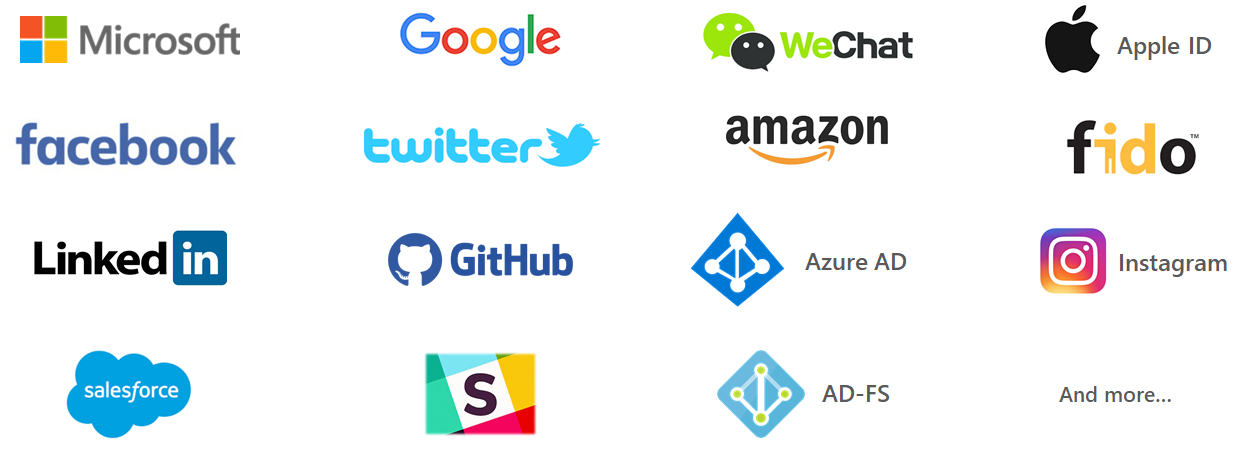 Microsoft
Google
WeChat
Apple ID
facebook
twitter
amazon
fido™
Linked in
GitHub
Azure AD
Instagram
salesforce
S
AD-FS
And more...